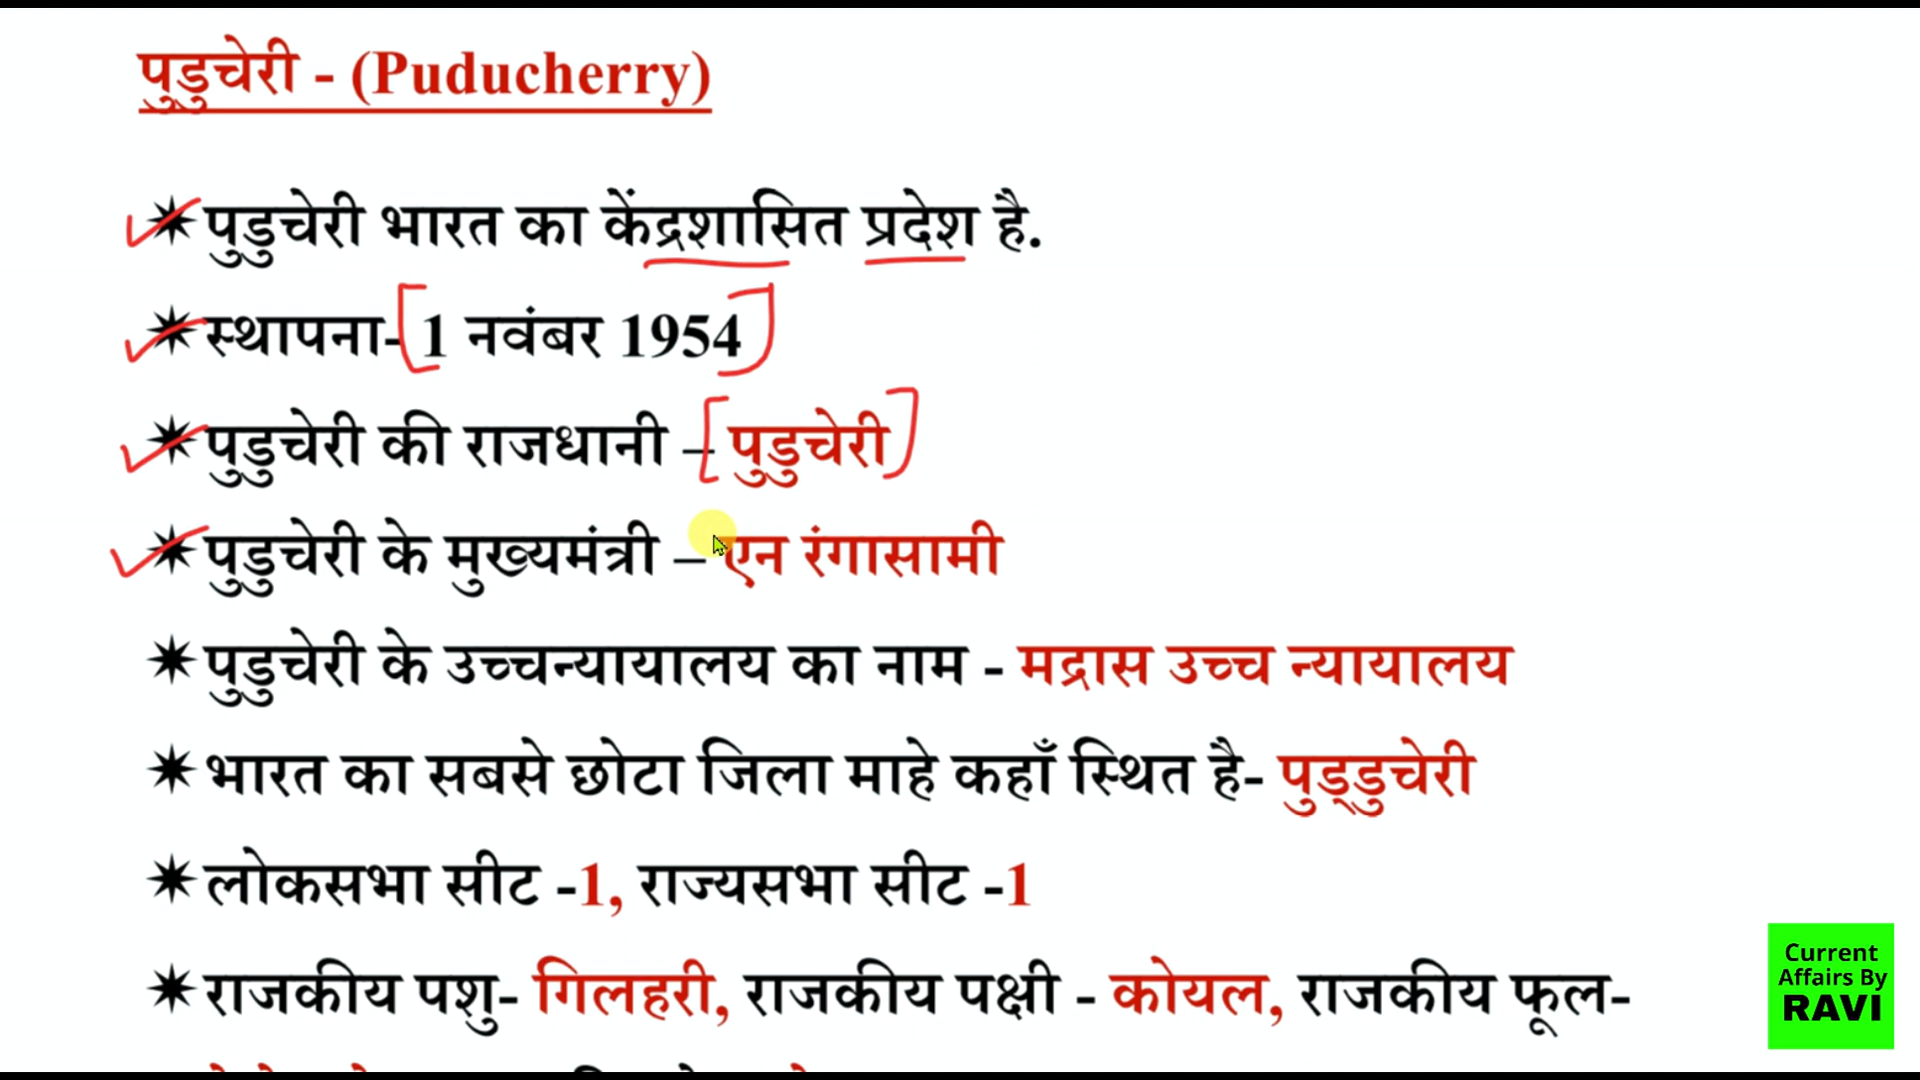 पुडुचेरी - (Puducherry)
पुडुचेरी भारत का केंद्रशासित प्रदेश है.
स्थापना- 1 नवंबर 1954
पुडुचेरी की राजधानी – पुडुचेरी
पुडुचेरी के मुख्यमंत्री – एन रंगासामी
पुडुचेरी के उच्चन्यायालय का नाम - मद्रास उच्च न्यायालय
भारत का सबसे छोटा जिला माहे कहाँ स्थित है- पुड्डुचेरी
लोकसभा सीट -1, राज्यसभा सीट -1
राजकीय पशु- गिलहरी, राजकीय पक्षी - कोयल, राजकीय फूल-
Current
Affairs By
RAVI